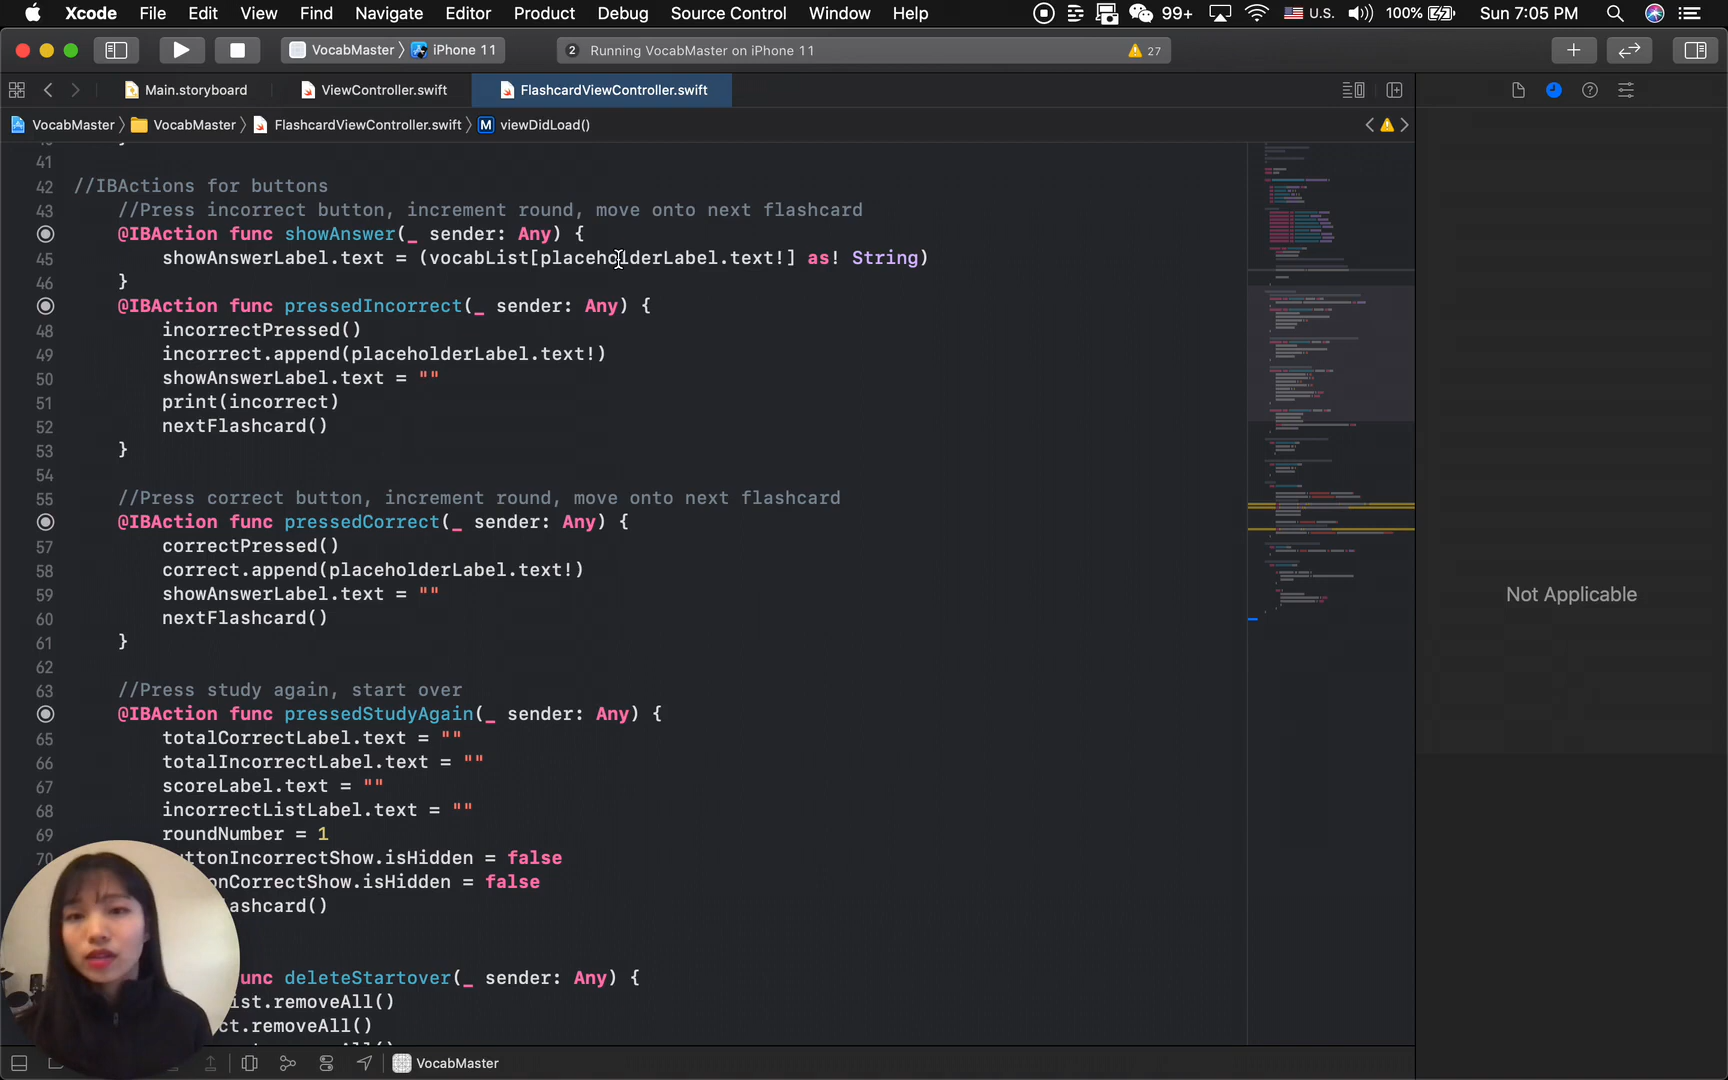 Xcode File Edit View Find Navigate Editor Product Debug Source Control Window Help 99+ U.S. 100% Sun 7:05 PM
VocabMaster iPhone 11 2 Running VocabMaster on iPhone 11 27
Main.storyboard ViewController.swift FlashcardViewController.swift
VocabMaster VocabMaster FlashcardViewController.swift M viewDidLoad()
41
42 //IBActions for buttons
43 //Press incorrect button, increment round, move onto next flashcard
@IBAction func showAnswer(_ sender: Any) {
45 showAnswerLabel.text = (vocabList[placeholderLabel.text!] as! String)
46 }
@IBAction func pressedIncorrect(_ sender: Any) {
48 incorrectPressed()
49 incorrect.append(placeholderLabel.text!)
50 showAnswerLabel.text = ""
51 print(incorrect)
52 nextFlashcard()
53 }
54
55 //Press correct button, increment round, move onto next flashcard
@IBAction func pressedCorrect(_ sender: Any) {
57 correctPressed()
58 correct.append(placeholderLabel.text!)
59 showAnswerLabel.text = ""
60 nextFlashcard()
61 }
62
63 //Press study again, start over
@IBAction func pressedStudyAgain(_ sender: Any) {
65 totalCorrectLabel.text = ""
66 totalIncorrectLabel.text = ""
67 scoreLabel.text = ""
68 incorrectListLabel.text = ""
69 roundNumber = 1
70 uttonIncorrectShow.isHidden = false
onCorrectShow.isHidden = false
ashcard()
unc deleteStartover(_ sender: Any) {
ist.removeAll()
ct.removeAll()
Not Applicable
VocabMaster